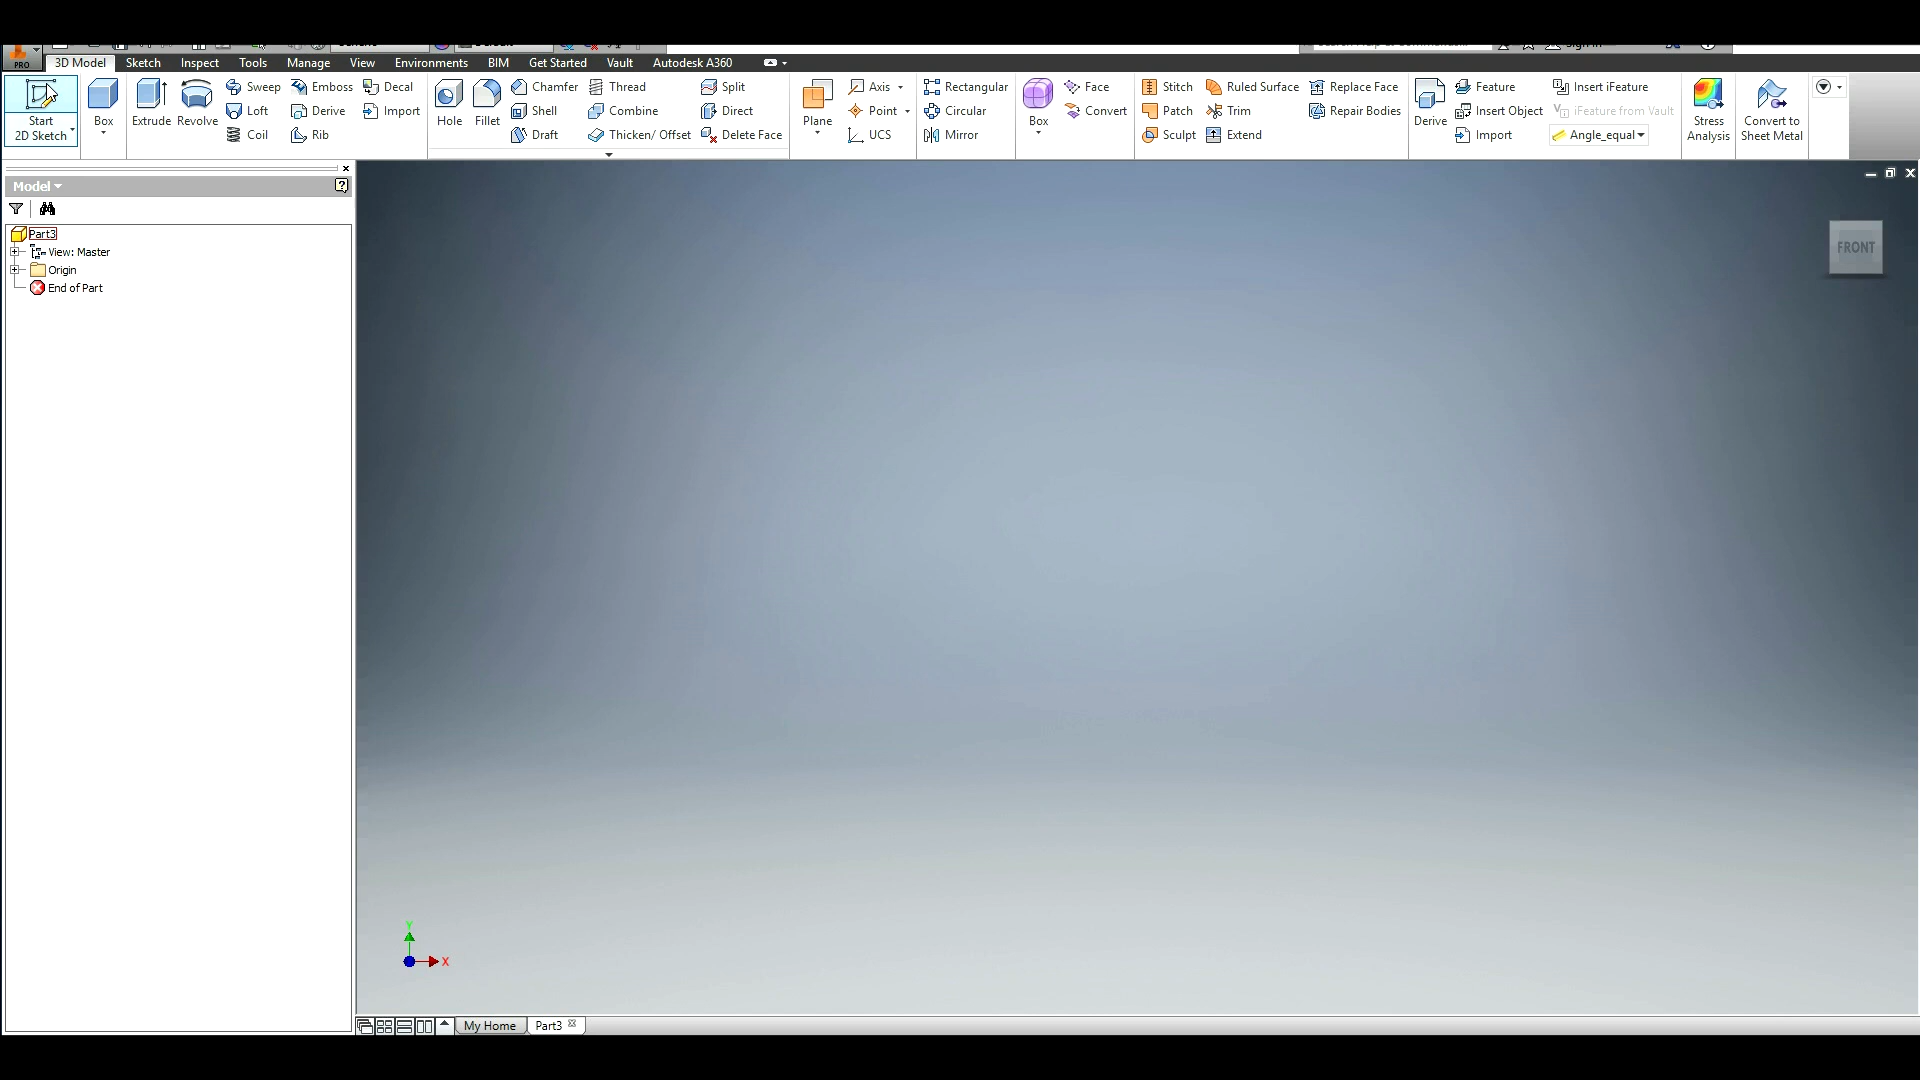 PRO
3D Model Sketch Inspect Tools Manage View Environments BIM Get Started Vault Autodesk A360
Start
2D Sketch
Box
Extrude
Revolve
Sweep
Loft
Coil
Emboss
Derive
Rib
Decal
Import
Hole
Fillet
Chamfer
Shell
Draft
Thread
Combine
Thicken/ Offset
Split
Direct
Delete Face
Plane
Axis
Point
UCS
Rectangular
Circular
Mirror
Box
Face
Convert
Stitch
Patch
Sculpt
Ruled Surface
Trim
Extend
Replace Face
Repair Bodies
Derive
Feature
Insert Object
Import
Insert iFeature
iFeature from Vault
Angle_equal
Stress
Analysis
Convert to
Sheet Metal
Model
Part3
View: Master
Origin
End of Part
FRONT
Y
X
My Home
Part3